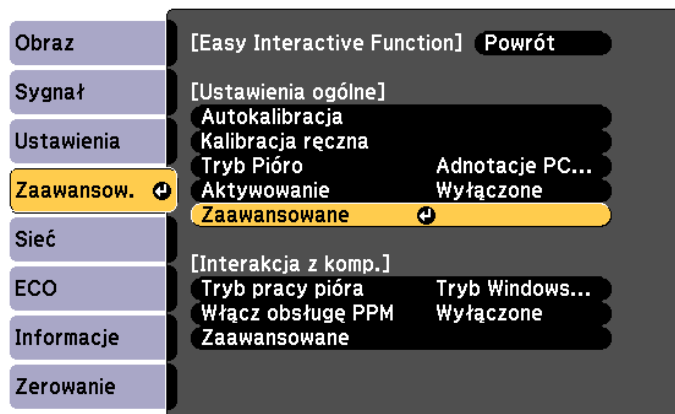 Obraz
Sygnał
Ustawienia
Zaawansow.
Sieć
ECO
Informacje
Zerowanie
[Easy Interactive Function] Powrót
[Ustawienia ogólne]
Autokalibracja
Kalibracja ręczna
Tryb Pióro Adnotacje PC...
Aktywowanie Wyłączone
Zaawansowane
[Interakcja z komp.]
Tryb pracy pióra Tryb Windows...
Włącz obsługę PPM Wyłączone
Zaawansowane